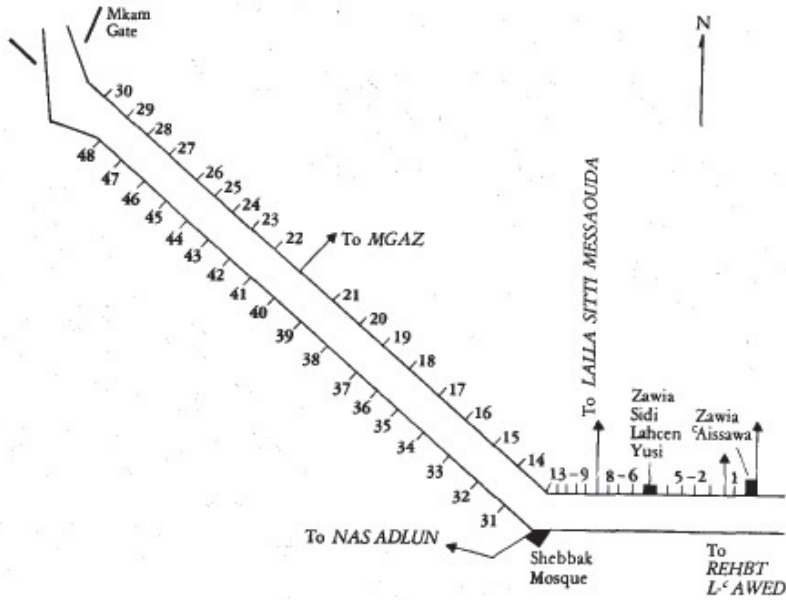 Mkam
Gate
N
30
29
28
27
26
25
24
23
22
To MGAZ
21
20
19
18
17
16
15
14
13-9
8-6
5-2
1
48
47
46
45
44
43
42
41
40
39
38
37
36
35
34
33
32
31
To LALLA SITTI MESSAOUDA
Zawia
Sidi
Lahcen
Yusi
Zawia
ᶜAissawa
To NAS ADLUN
Shebbak
Mosque
To
REHBT
L-ᶜ AWED